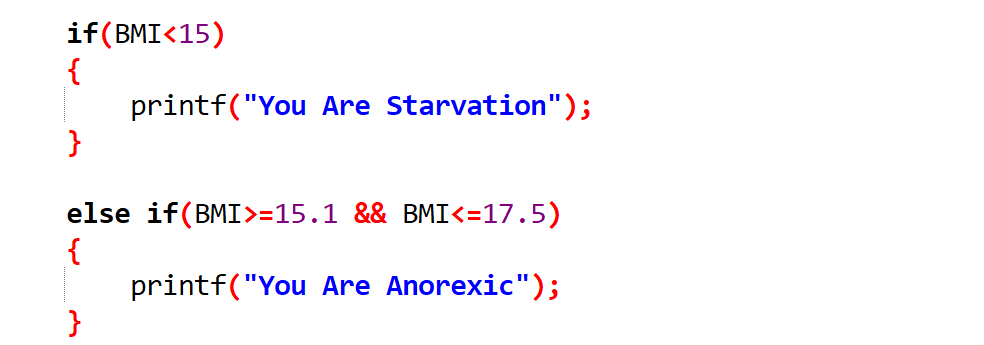 if(BMI<15)
{
    printf("You Are Starvation");
}

else if(BMI>=15.1 && BMI<=17.5)
{
    printf("You Are Anorexic");
}